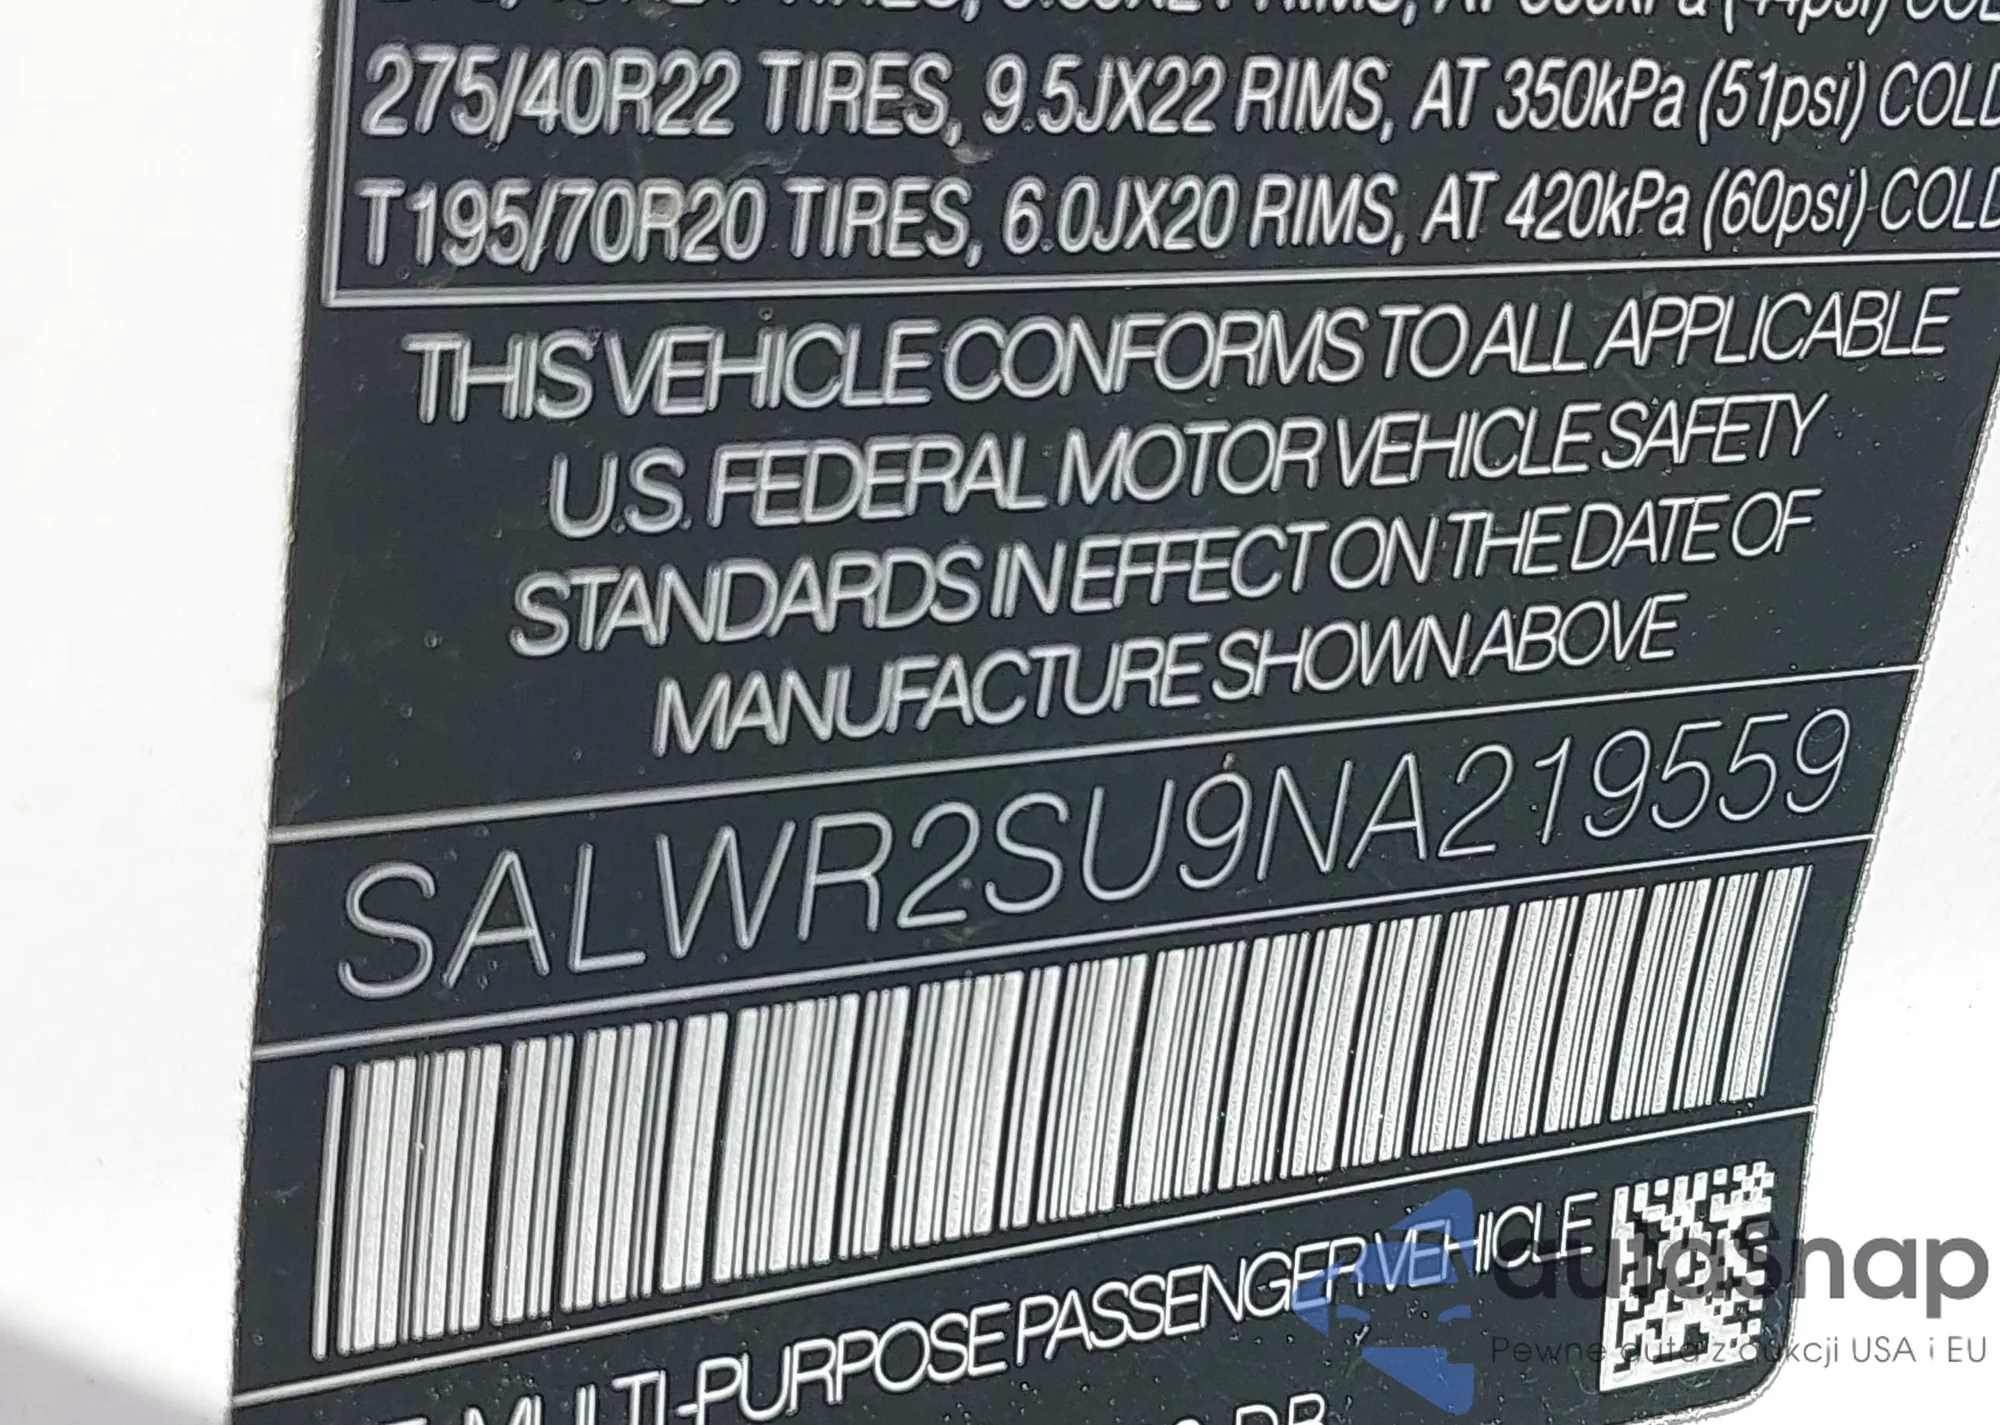 275/40R22 TIRES, 9.5JX22 RIMS, AT 350kPa (51psi) COLD
T195/70R20 TIRES, 6.0JX20 RIMS, AT 420kPa (60psi) COLD
THIS VEHICLE CONFORMS TO ALL APPLICABLE
U.S. FEDERAL MOTOR VEHICLE SAFETY
STANDARDS IN EFFECT ON THE DATE OF
MANUFACTURE SHOWN ABOVE
SALWR2SU9NA219559
MULTI-PURPOSE PASSENGER VEHICLE
autosnap
Pewne auta z aukcji USA i EU